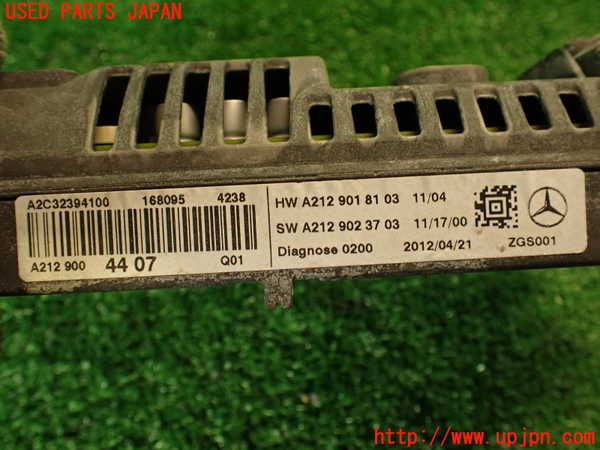 USED PARTS JAPAN
A2C32394100 168095 4238
A212 900 44 07 Q01
HW A212 901 81 03 11/04
SW A212 902 37 03 11/17/00
Diagnose 0200 2012/04/21 ZGS001
http://www.upjpn.com/